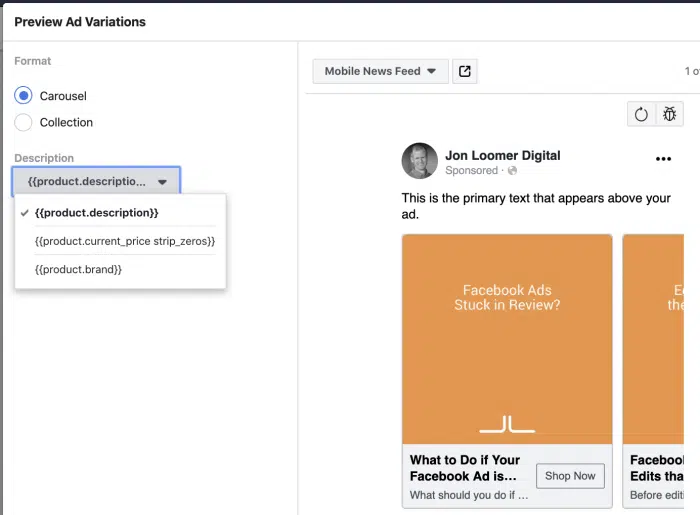 Preview Ad Variations
Format
Carousel
Collection
Description
{{product.descriptio...
{{product.description}}
{{product.current_price strip_zeros}}
{{product.brand}}
Mobile News Feed
1 o
Jon Loomer Digital
Sponsored ·
This is the primary text that appears above your
ad.
Facebook Ads
Stuck in Review?
What to Do if Your
Facebook Ad is...
Shop Now
What should you do if ...
E
the
Facebook
Edits tha
Before editi